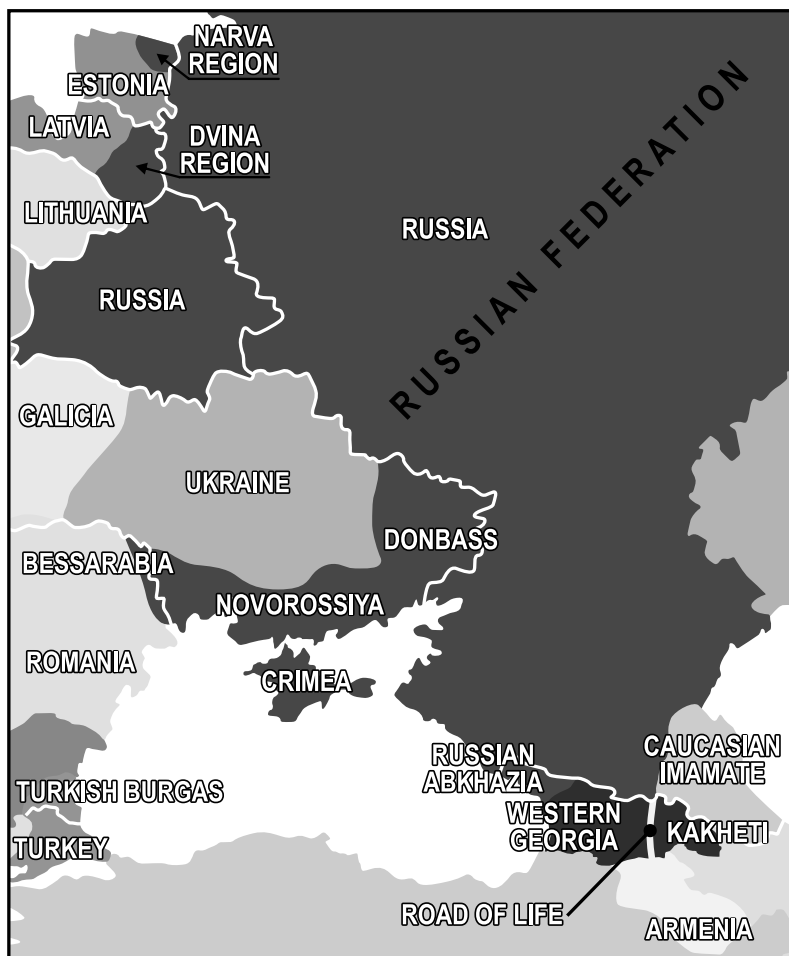 NARVA
REGION
ESTONIA
LATVIA
DVINA
REGION
LITHUANIA
RUSSIA
RUSSIAN FEDERATION
RUSSIA
GALICIA
UKRAINE
DONBASS
BESSARABIA
NOVOROSSIYA
ROMANIA
CRIMEA
RUSSIAN
ABKHAZIA
CAUCASIAN
IMAMATE
TURKISH BURGAS
WESTERN
GEORGIA
KAKHETI
TURKEY
ROAD OF LIFE
ARMENIA